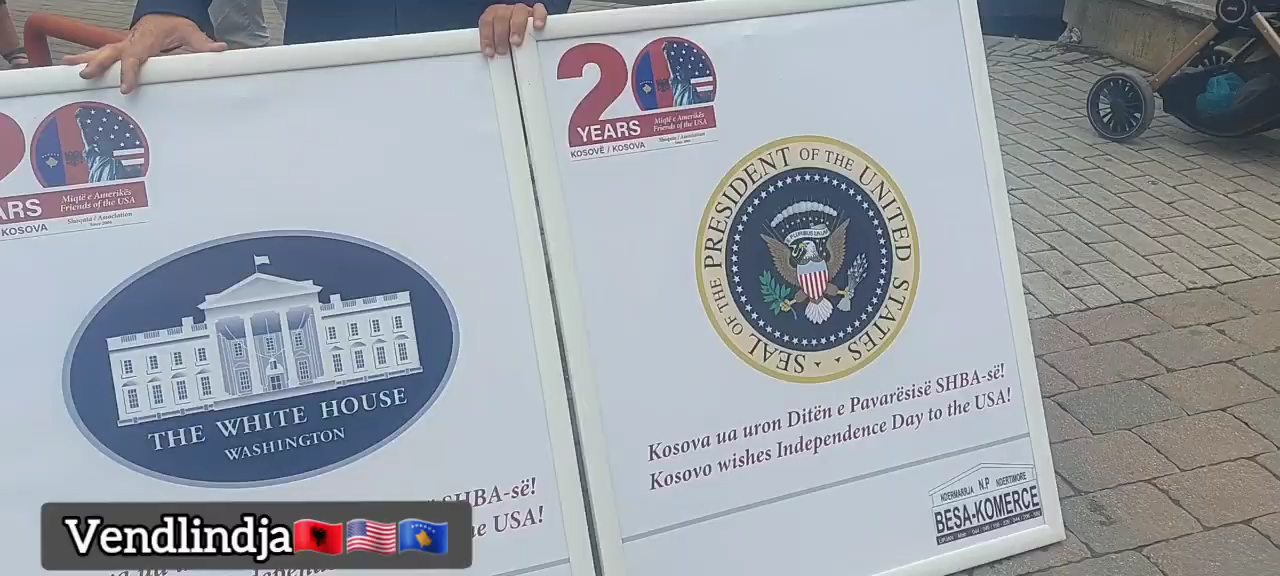 ARS
KOSOVA
Miqtë e Amerikës
Friends of the USA
Shoqata / Association
Since 2004
THE WHITE HOUSE
WASHINGTON
SHBA-së!
e USA!
20
YEARS
KOSOVË / KOSOVA
Miqtë e Amerikës
Friends of the USA
Shoqata / Association
SEAL OF THE PRESIDENT OF THE UNITED STATES
E PLURIBUS UNUM
Kosova ua uron Ditën e Pavarësisë SHBA-së!
Kosovo wishes Independence Day to the USA!
NDERMARRJA N.P NDERTIMORE
BESA-KOMERCE
Vendlindja